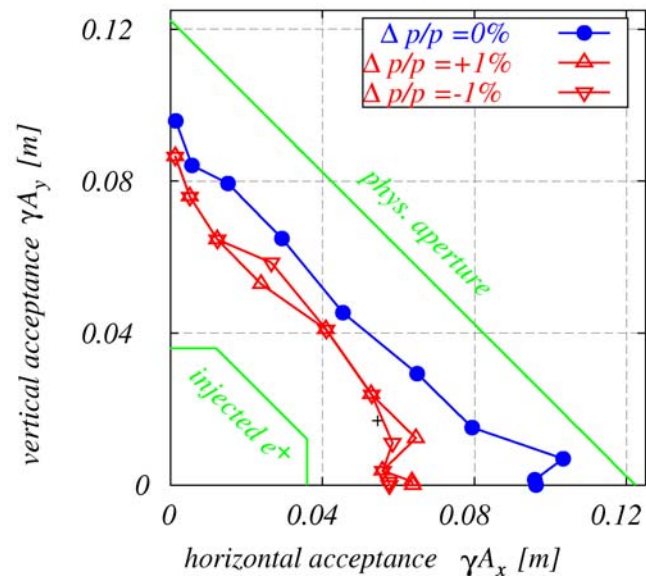 0.12
Δ p/p =0%
Δ p/p =+1%
Δ p/p =-1%
vertical acceptance γA_y [m]
0.08
phys. aperture
0.04
injected e+
0
0 0.04 0.08 0.12
horizontal acceptance γA_x [m]